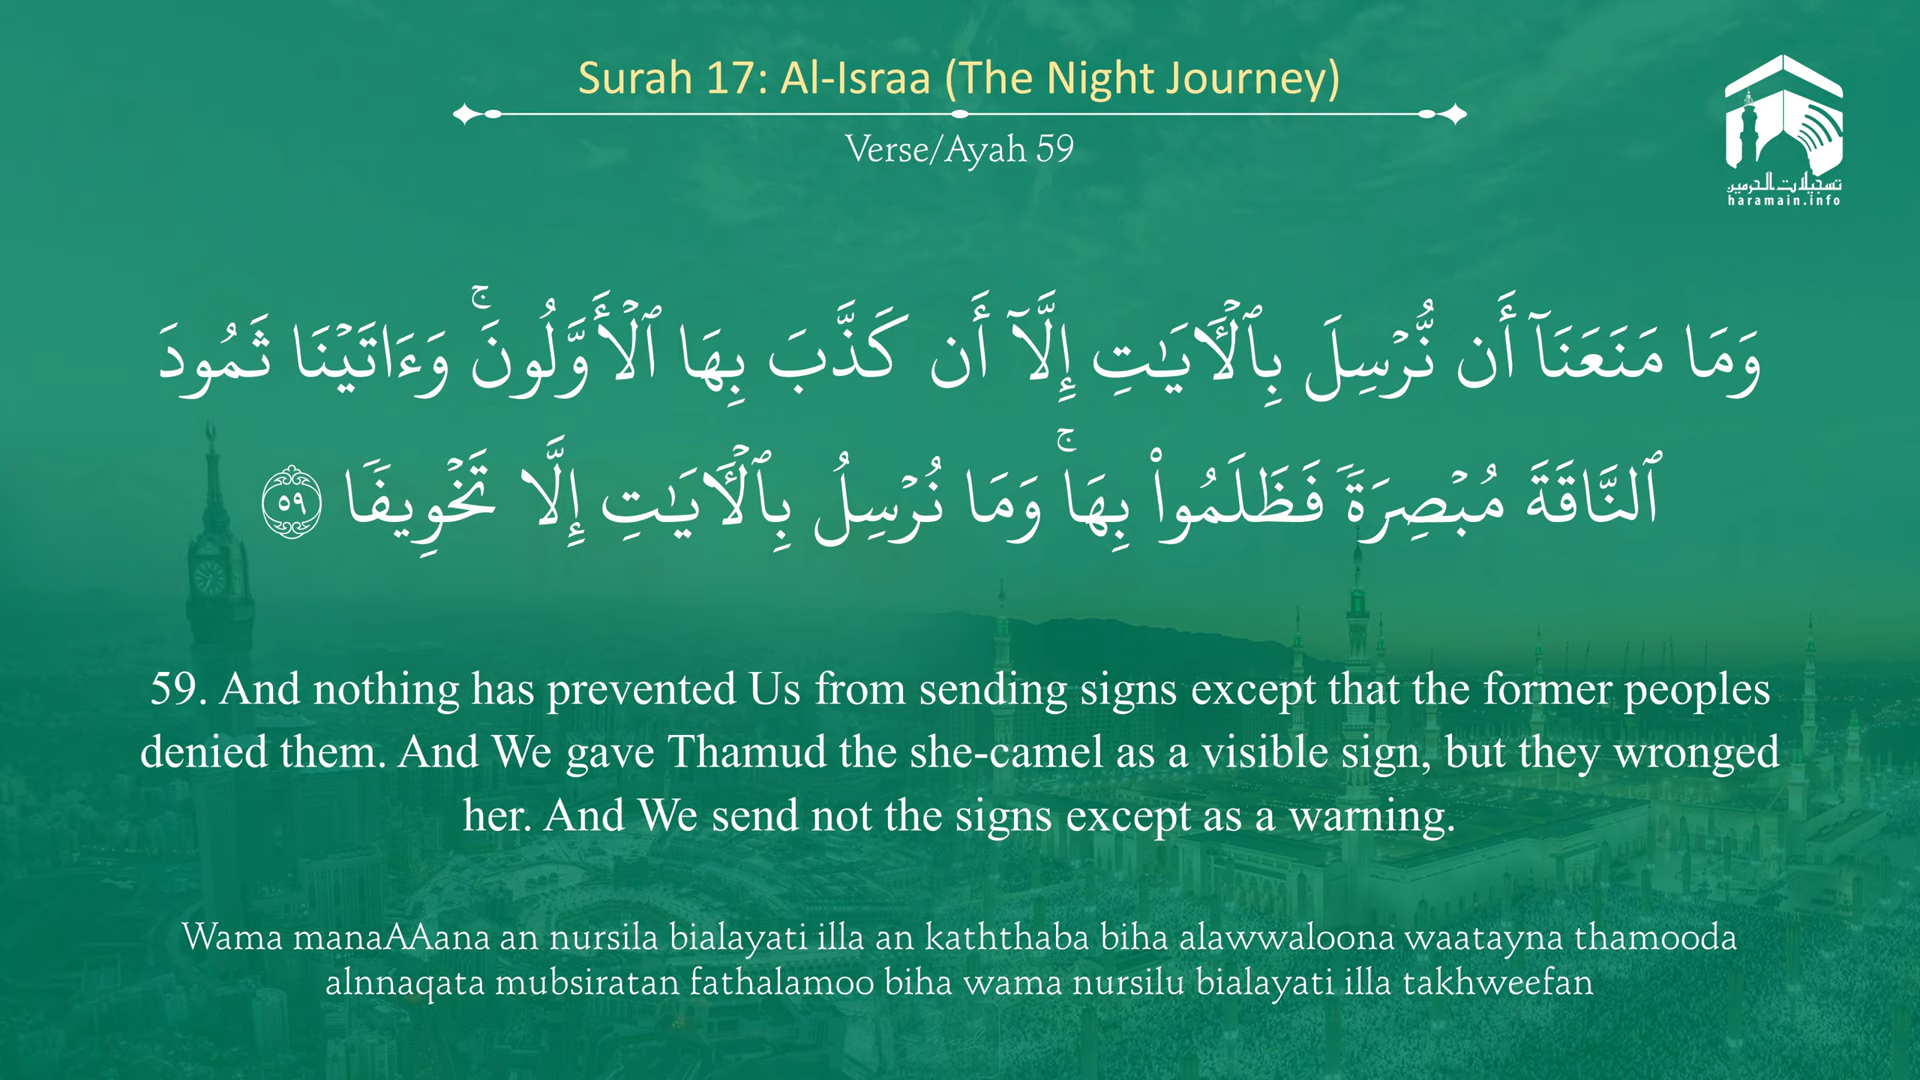 Surah 17: Al-Israa (The Night Journey)
Verse/Ayah 59
تسجيلات الحرمين
haramain.info
وَمَا مَنَعَنَآ أَن نُّرْسِلَ بِٱلْـَٔايَـٰتِ إِلَّآ أَن كَذَّبَ بِهَا ٱلْأَوَّلُونَ ۚ وَءَاتَيْنَا ثَمُودَ
ٱلنَّاقَةَ مُبْصِرَةً فَظَلَمُوا۟ بِهَا ۚ وَمَا نُرْسِلُ بِٱلْـَٔايَـٰتِ إِلَّا تَخْوِيفًا ٥٩
59. And nothing has prevented Us from sending signs except that the former peoples
denied them. And We gave Thamud the she-camel as a visible sign, but they wronged
her. And We send not the signs except as a warning.
Wama manaAAana an nursila bialayati illa an kaththaba biha alawwaloona waatayna thamooda
alnnaqata mubsiratan fathalamoo biha wama nursilu bialayati illa takhweefan